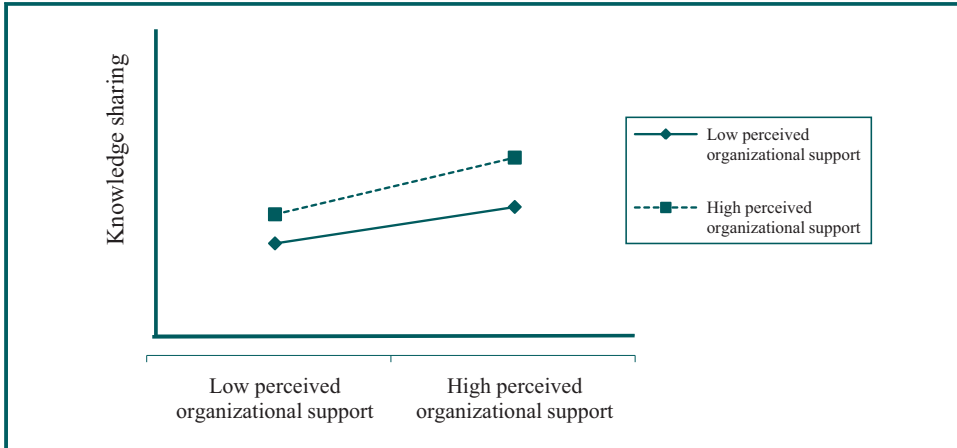 Knowledge sharing
Low perceived
organizational support
High perceived
organizational support
Low perceived
organizational support
High perceived
organizational support